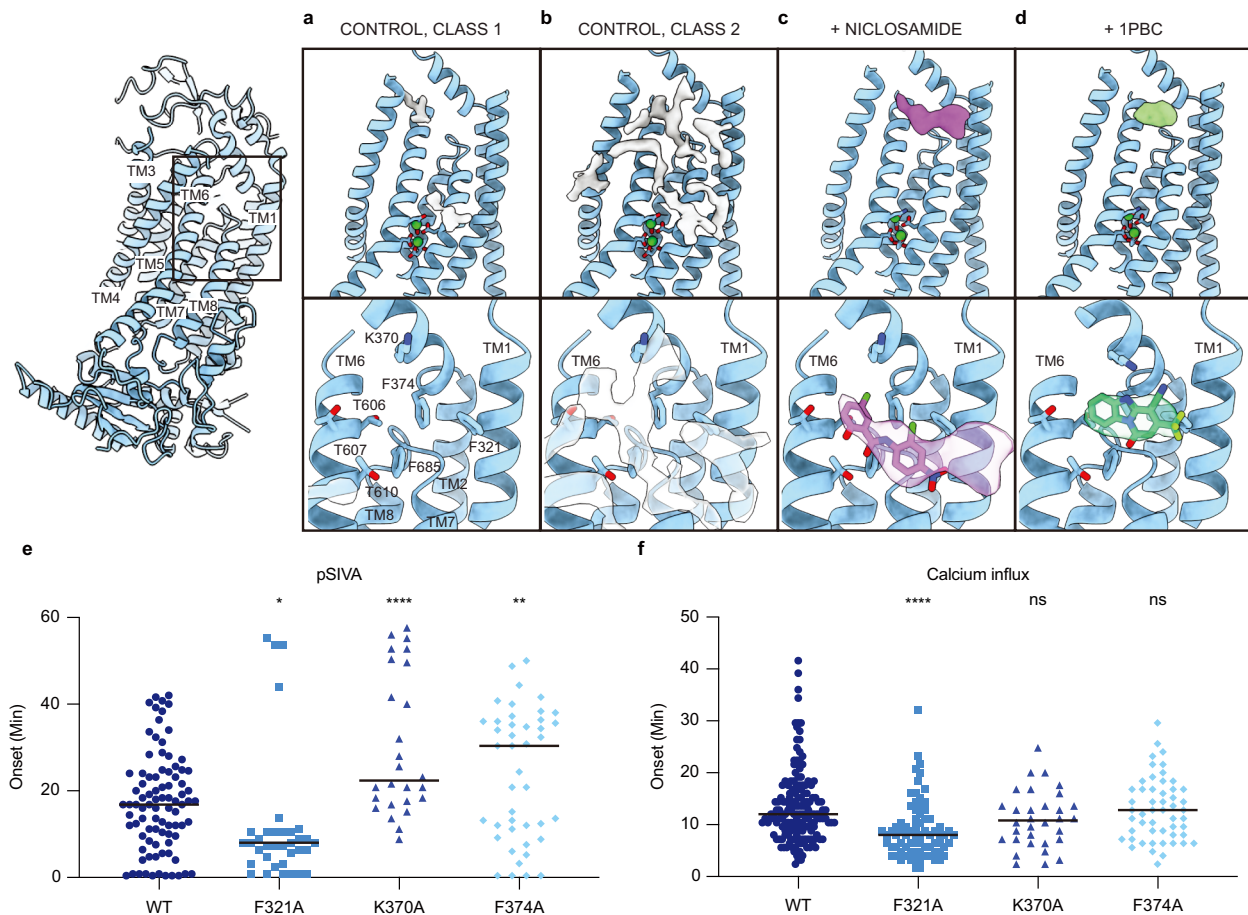 a b c d
CONTROL, CLASS 1 CONTROL, CLASS 2 + NICLOSAMIDE + 1PBC
TM3
TM6
TM1
TM5
TM4
TM7 TM8
K370
TM6
TM1
F374
T606
F321
T607
F685
T610
TM2
TM8
TM7
TM6
TM1
TM6
TM1
TM6
TM1
e
pSIVA
* **** **
Onset (Min)
60
40
20
0
WT F321A K370A F374A
f
Calcium influx
**** ns ns
Onset (Min)
50
40
30
20
10
0
WT F321A K370A F374A